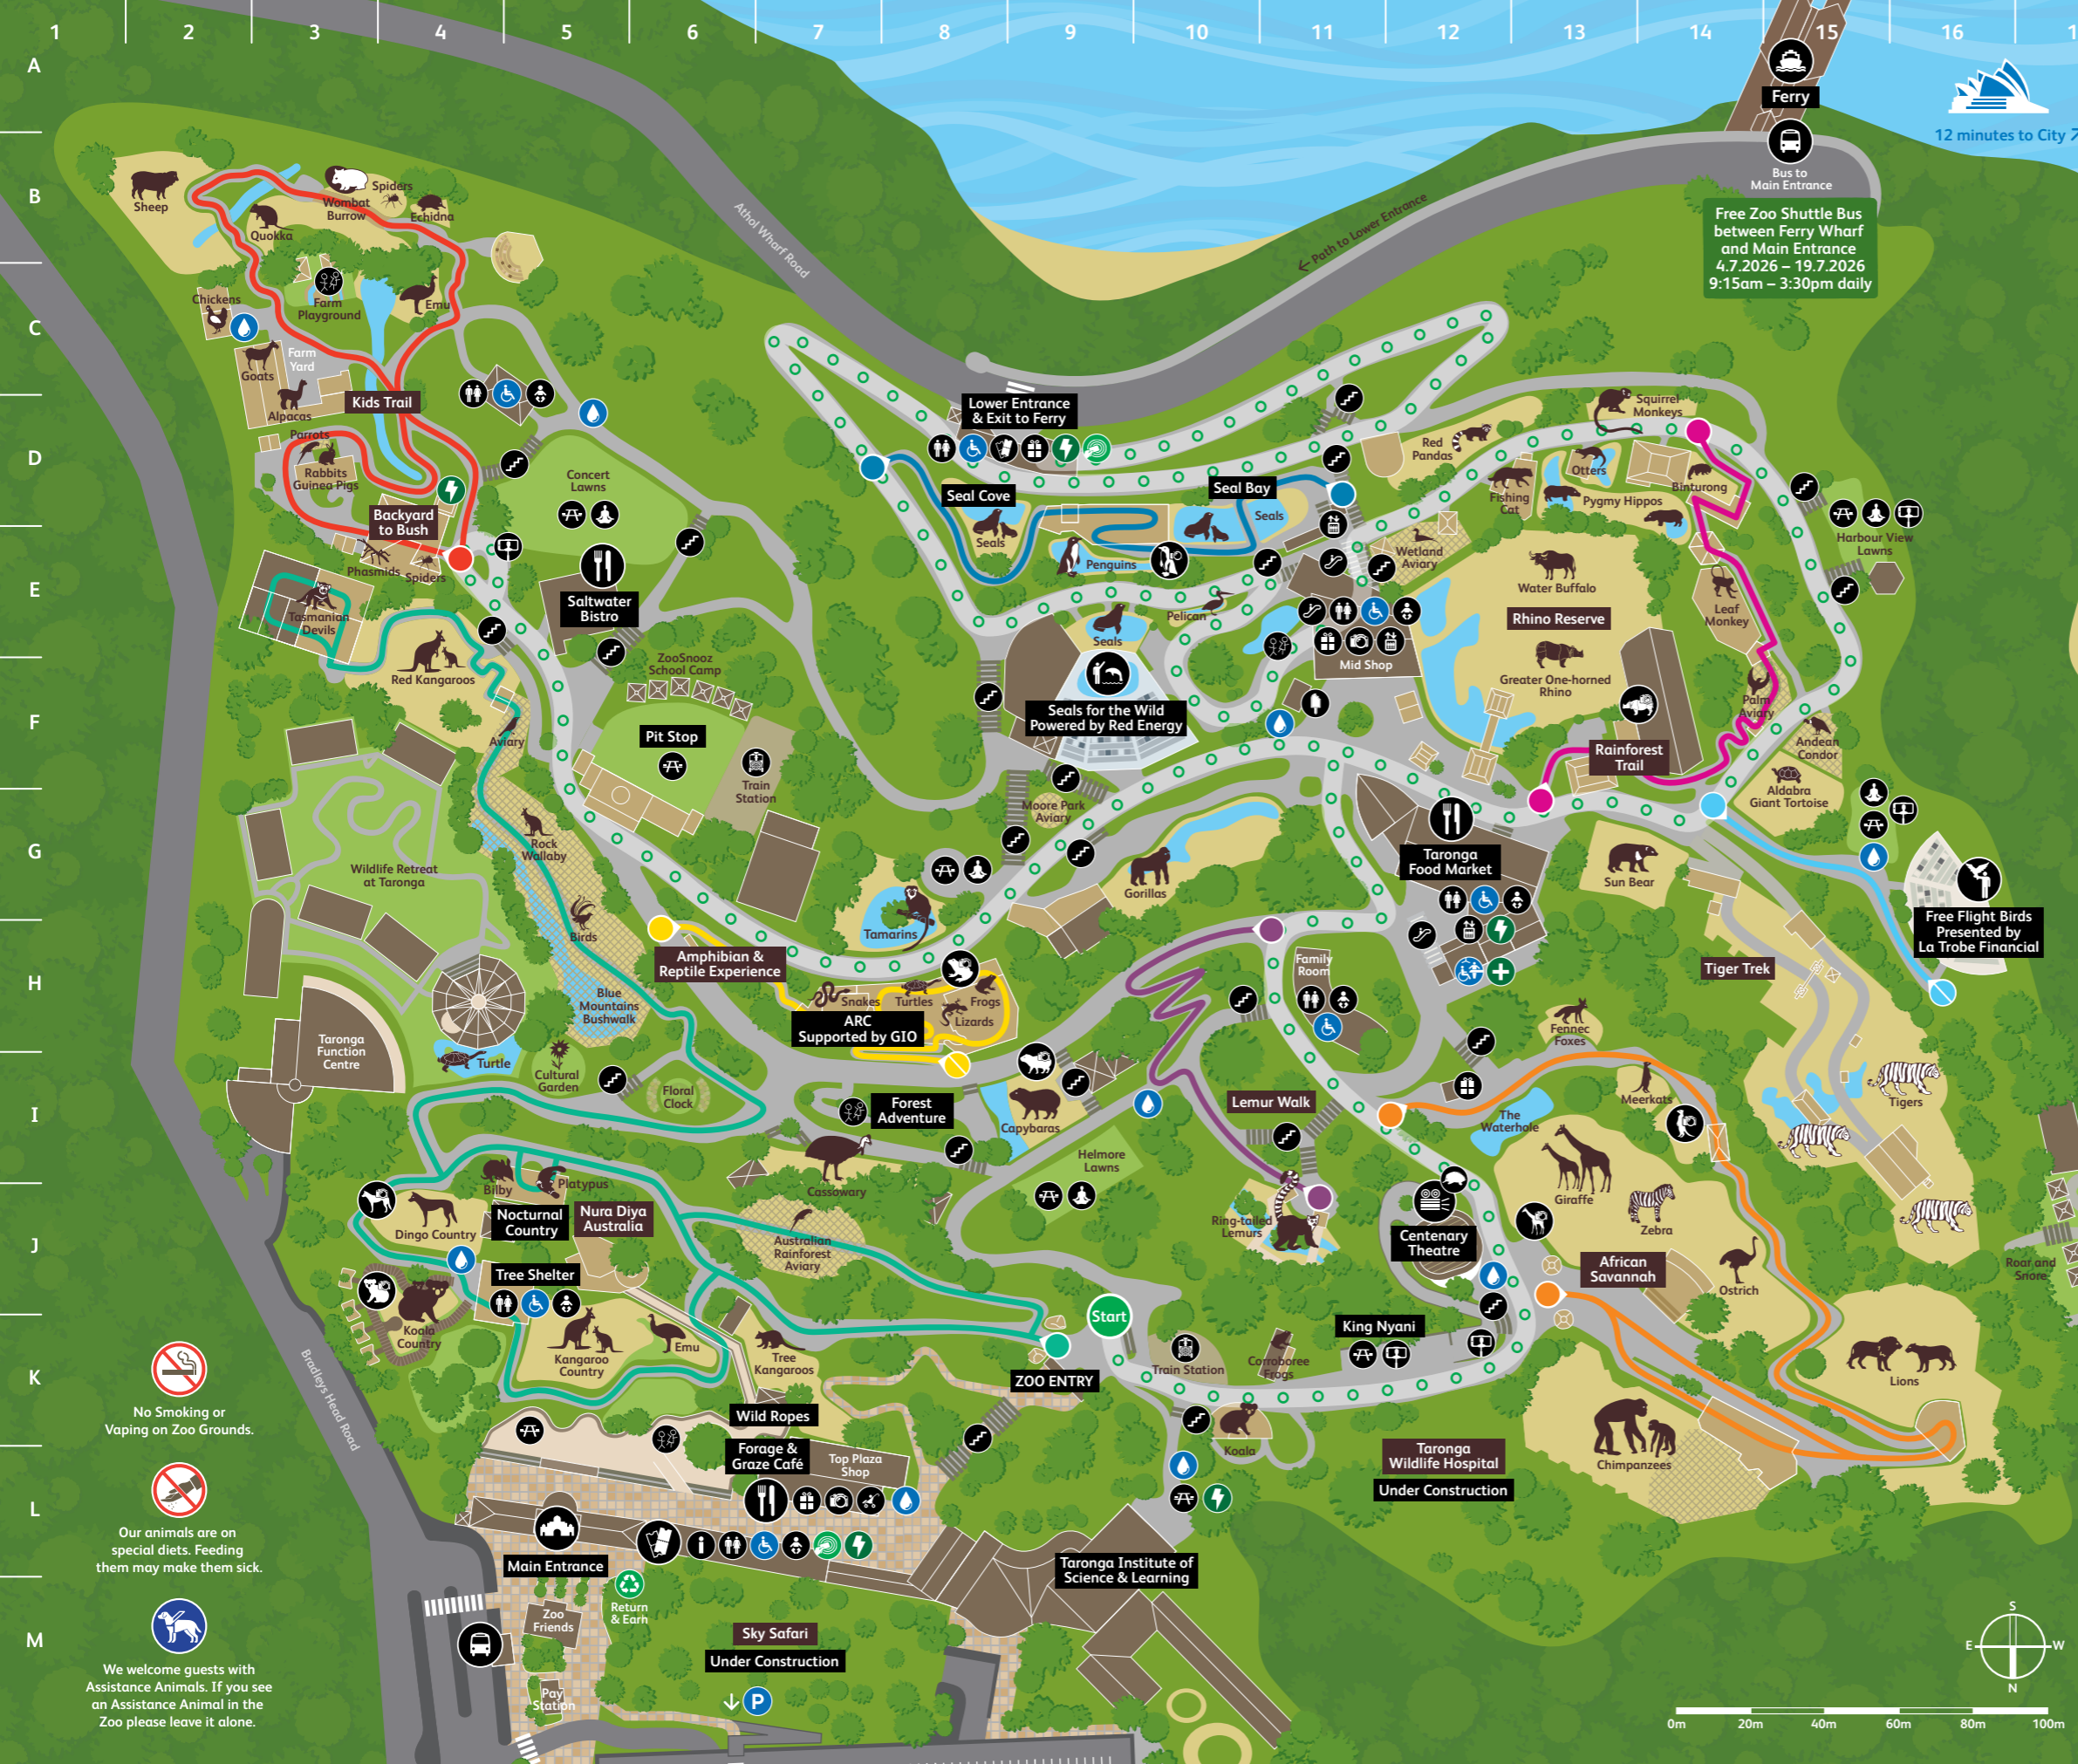 1
2
3
4
5
6
7
8
9
10
11
12
13
14
15
16
A
B
C
D
E
F
G
H
I
J
K
L
M
Ferry
12 minutes to City
Bus to
Main Entrance
Free Zoo Shuttle Bus
between Ferry Wharf
and Main Entrance
4.7.2026 – 19.7.2026
9:15am – 3:30pm daily
Athol Wharf Road
← Path to Lower Entrance
Sheep
Spiders
Wombat
Burrow
Echidna
Quokka
Chickens
Farm
Playground
Emu
Farm
Yard
Goats
Alpacas
Kids Trail
Parrots
Rabbits
Guinea Pigs
Backyard
to Bush
Phasmids
Spiders
Tasmanian
Devils
Concert
Lawns
Saltwater
Bistro
Red Kangaroos
ZooSnooz
School Camp
Aviary
Pit Stop
Train
Station
Lower Entrance
& Exit to Ferry
Seal Cove
Seals
Seal Bay
Seals
Penguins
Pelican
Seals
Seals for the Wild
Powered by Red Energy
Mid Shop
Wetland
Aviary
Red
Pandas
Squirrel
Monkeys
Fishing
Cat
Otters
Pygmy Hippos
Binturong
Harbour View
Lawns
Water Buffalo
Rhino Reserve
Greater One-horned
Rhino
Leaf
Monkey
Palm
Aviary
Andean
Condor
Rainforest
Trail
Aldabra
Giant Tortoise
Rock
Wallaby
Wildlife Retreat
at Taronga
Birds
Moore Park
Aviary
Tamarins
Gorillas
Taronga
Food Market
Sun Bear
Free Flight Birds
Presented by
La Trobe Financial
Amphibian &
Reptile Experience
Snakes
Turtles
Frogs
Lizards
ARC
Supported by GIO
Family
Room
Tiger Trek
Fennec
Foxes
Blue
Mountains
Bushwalk
Taronga
Function
Centre
Turtle
Cultural
Garden
Floral
Clock
Forest
Adventure
Capybaras
Lemur Walk
The
Waterhole
Meerkats
Tigers
Helmore
Lawns
Cassowary
Bilby
Platypus
Dingo Country
Nocturnal
Country
Nura Diya
Australia
Australian
Rainforest
Aviary
Ring-tailed
Lemurs
Centenary
Theatre
Giraffe
Zebra
African
Savannah
Ostrich
Roar and
Snore
Tree Shelter
Koala
Country
Kangaroo
Country
Emu
Tree
Kangaroos
Start
ZOO ENTRY
Train Station
Corroboree
Frogs
King Nyani
Lions
Chimpanzees
Koala
Taronga
Wildlife Hospital
Under Construction
Wild Ropes
Forage &
Graze Café
Top Plaza
Shop
Main Entrance
Taronga Institute of
Science & Learning
Return
& Earn
Zoo
Friends
Pay
Station
Sky Safari
Under Construction
P
Bradleys Head Road
No Smoking or
Vaping on Zoo Grounds.
Our animals are on
special diets. Feeding
them may make them sick.
We welcome guests with
Assistance Animals. If you see
an Assistance Animal in the
Zoo please leave it alone.
S
E
W
N
0m
20m
40m
60m
80m
100m